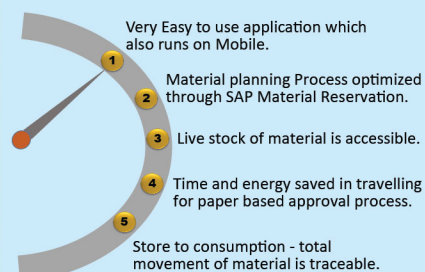 Very Easy to use application which
also runs on Mobile.
1
Material planning Process optimized
through SAP Material Reservation.
2
3
Live stock of material is accessible.
4
Time and energy saved in travelling
for paper based approval process.
5
Store to consumption - total
movement of material is traceable.